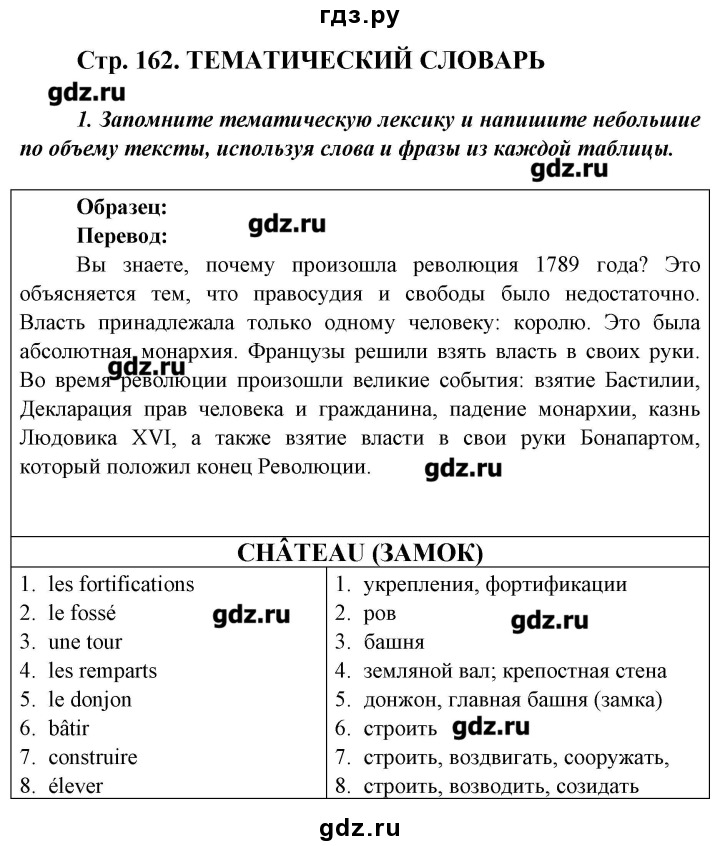 гдз.ру
Стр. 162. ТЕМАТИЧЕСКИЙ СЛОВАРЬ
gdz.ru
1. Запомните тематическую лексику и напишите небольшие
по объему тексты, используя слова и фразы из каждой таблицы.
gdz.ru
Образец:
gdz.ru
Перевод:
Вы знаете, почему произошла революция 1789 года? Это
объясняется тем, что правосудия и свободы было недостаточно.
Власть принадлежала только одному человеку: королю. Это была
абсолютная монархия. Французы решили взять власть в своих руки.
gdz.ru
Во время революции произошли великие события: взятие Бастилии,
Декларация прав человека и гражданина, падение монархии, казнь
Людовика XVI, а также взятие власти в свои руки Бонапартом,
который положил конец Революции.
gdz.ru
CHÂTEAU (ЗАМОК)
1. les fortifications
2. le fossé
gdz.ru
3. une tour
4. les remparts
5. le donjon
6. bâtir
7. construire
8. élever
1. укрепления, фортификации
2. ров
gdz.ru
3. башня
4. земляной вал; крепостная стена
5. донжон, главная башня (замка)
6. строить
gdz.ru
7. строить, воздвигать, сооружать,
8. строить, возводить, созидать
gdz.ru